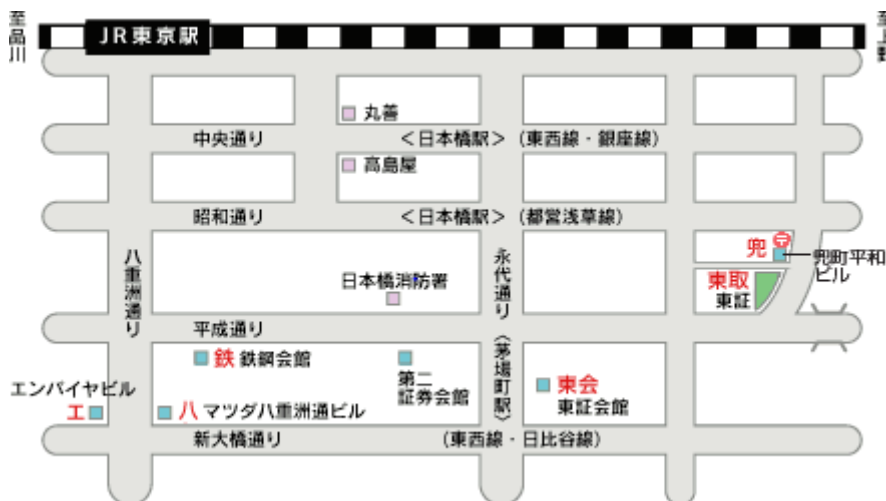 至品川
JR東京駅
至上野
丸善
中央通り
<日本橋駅> (東西線・銀座線)
高島屋
昭和通り
<日本橋駅> (都営浅草線)
八重洲通り
永代通り
<茅場町駅>
兜
兜町平和
ビル
日本橋消防署
東取
東証
平成通り
鉄 鉄鋼会館
第二
証券会館
東会
東証会館
エンパイヤビル
エ
八 マツダ八重洲通ビル
新大橋通り
(東西線・日比谷線)